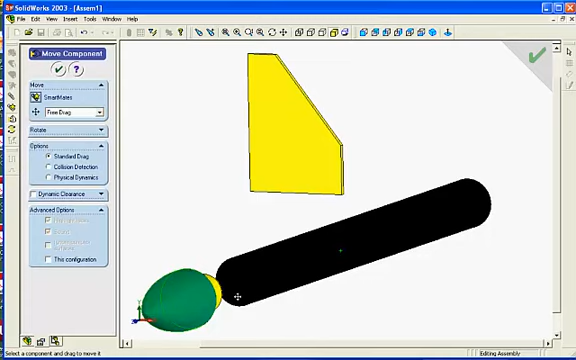 SolidWorks 2003 - [Assem1]
File Edit View Insert Tools Window Help
Move Component
Move
SmartMates
Free Drag
Rotate
Options
Standard Drag
Collision Detection
Physical Dynamics
Dynamic Clearance
Advanced Options
This configuration
Select a component and drag to move it
Editing Assembly